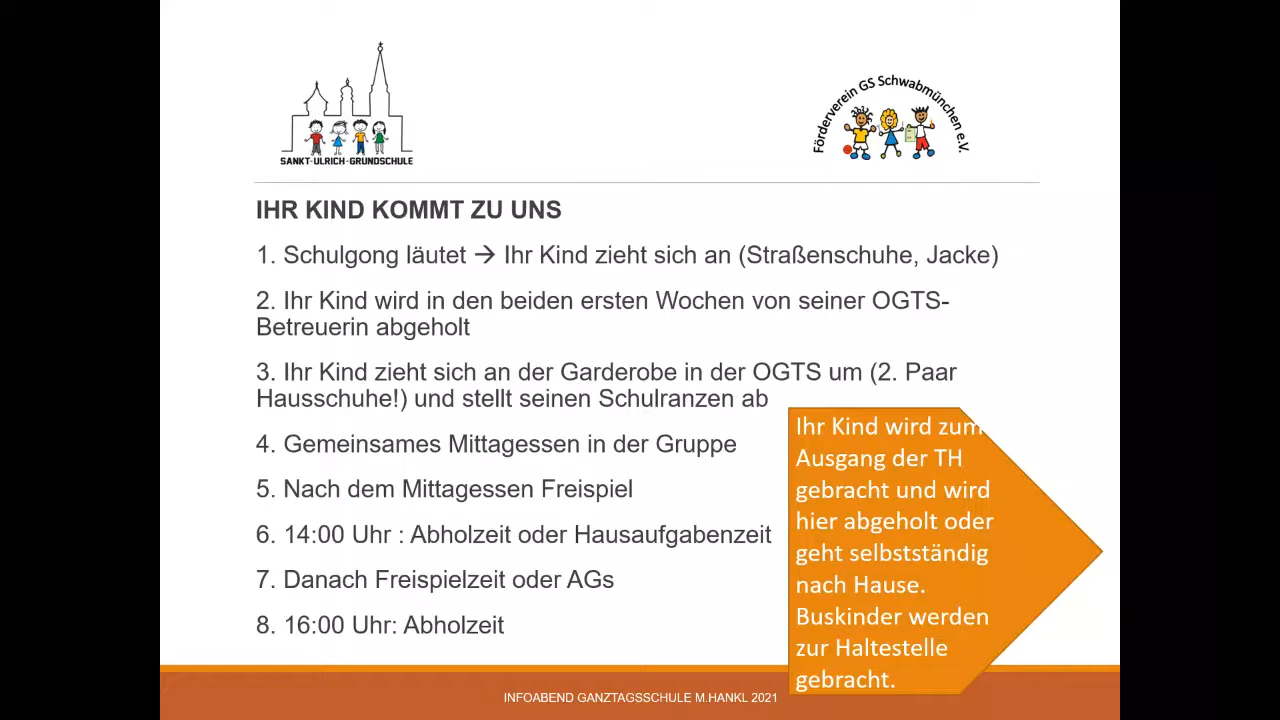 SANKT-ULRICH-GRUNDSCHULE
Förderverein GS Schwabmünchen e.V.
IHR KIND KOMMT ZU UNS
1. Schulgong läutet → Ihr Kind zieht sich an (Straßenschuhe, Jacke)
2. Ihr Kind wird in den beiden ersten Wochen von seiner OGTS-
Betreuerin abgeholt
3. Ihr Kind zieht sich an der Garderobe in der OGTS um (2. Paar
Hausschuhe!) und stellt seinen Schulranzen ab
4. Gemeinsames Mittagessen in der Gruppe
5. Nach dem Mittagessen Freispiel
6. 14:00 Uhr : Abholzeit oder Hausaufgabenzeit
7. Danach Freispielzeit oder AGs
8. 16:00 Uhr: Abholzeit
Ihr Kind wird zum
Ausgang der TH
gebracht und wird
hier abgeholt oder
geht selbstständig
nach Hause.
Buskinder werden
zur Haltestelle
gebracht.
INFOABEND GANZTAGSSCHULE M.HANKL 2021